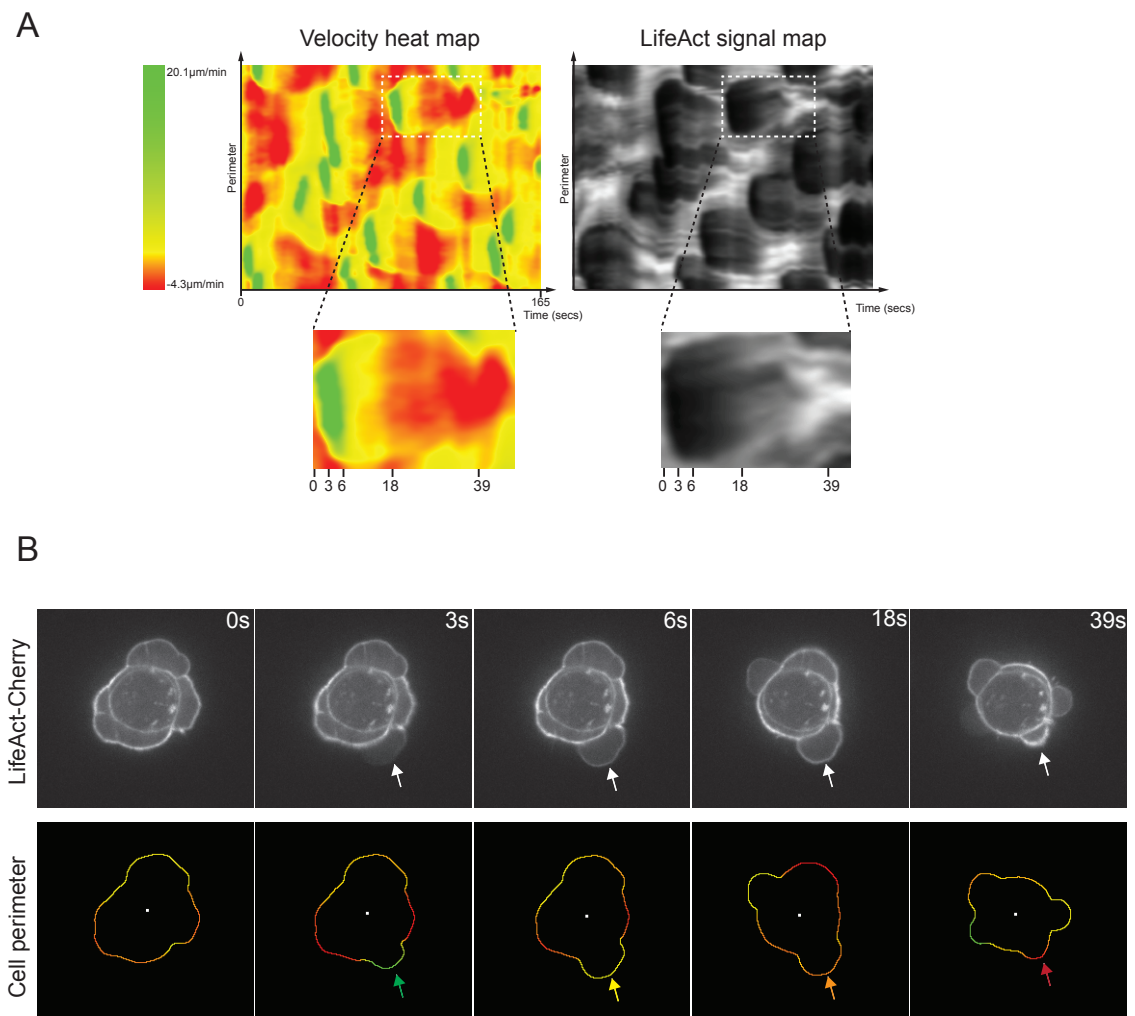 A
Velocity heat map
LifeAct signal map
20.1µm/min
-4.3µm/min
Perimeter
0
165
Time (secs)
Perimeter
Time (secs)
0 3 6 18 39
0 3 6 18 39
B
LifeAct-Cherry
0s
3s
6s
18s
39s
Cell perimeter